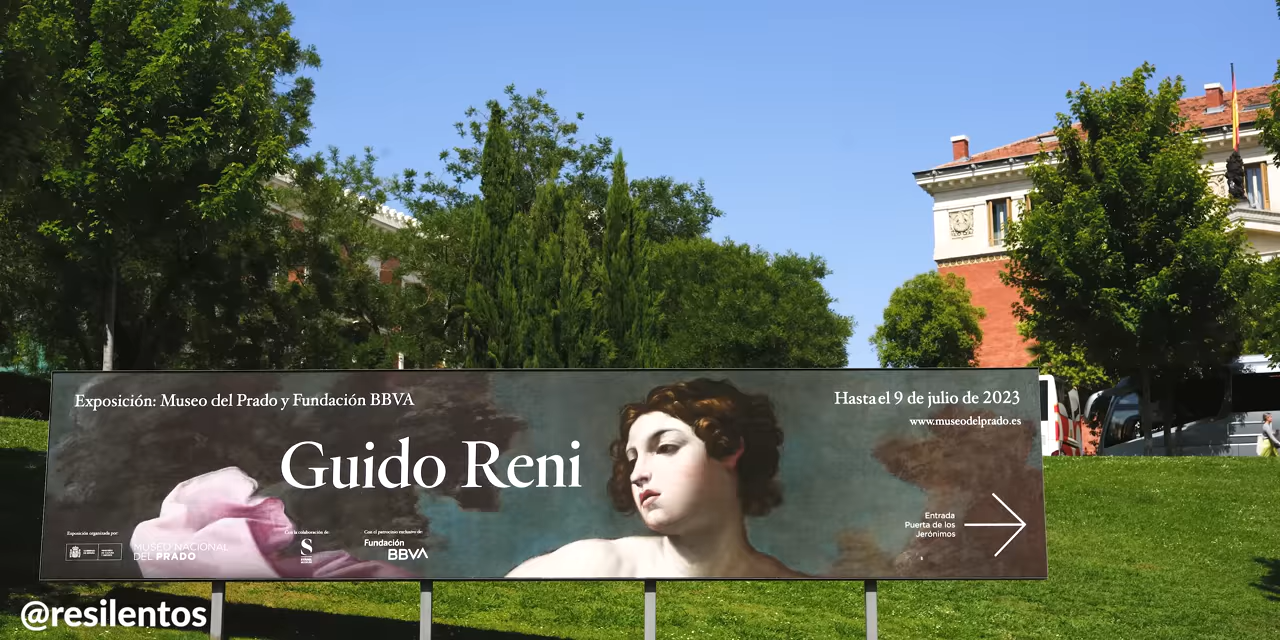 Exposición: Museo del Prado y Fundación BBVA
Hasta el 9 de julio de 2023
www.museodelprado.es
Guido Reni
Entrada
Puerta de los
Jerónimos
Exposición organizada por
MUSEO NACIONAL
DEL PRADO
Con la colaboración de
S
Con el patrocinio exclusivo de
Fundación
BBVA
@resilentos